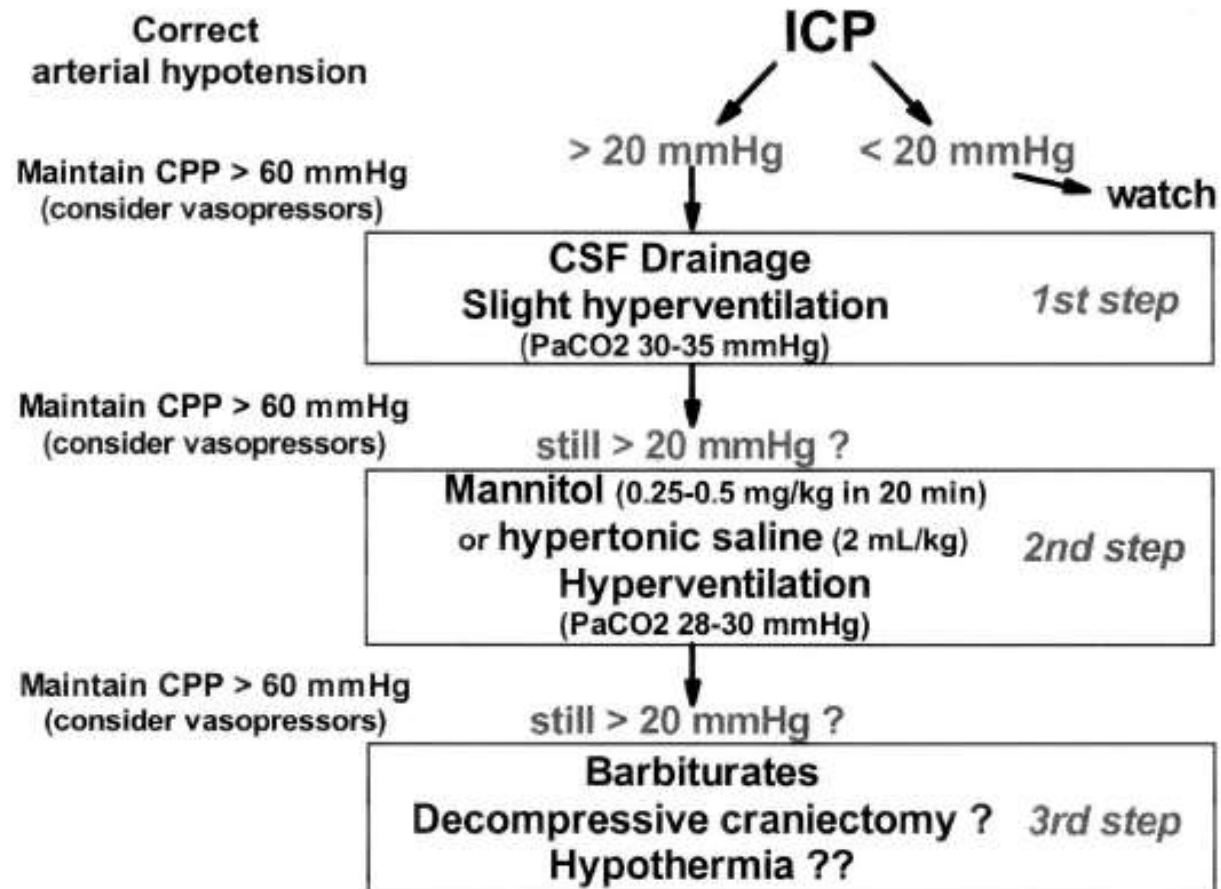 Correct
arterial hypotension
ICP
> 20 mmHg
< 20 mmHg
watch
Maintain CPP > 60 mmHg
(consider vasopressors)
CSF Drainage
Slight hyperventilation
(PaCO2 30-35 mmHg)
1st step
Maintain CPP > 60 mmHg
(consider vasopressors)
still > 20 mmHg ?
Mannitol (0.25-0.5 mg/kg in 20 min)
or hypertonic saline (2 mL/kg)
Hyperventilation
(PaCO2 28-30 mmHg)
2nd step
Maintain CPP > 60 mmHg
(consider vasopressors)
still > 20 mmHg ?
Barbiturates
Decompressive craniectomy ?
Hypothermia ??
3rd step